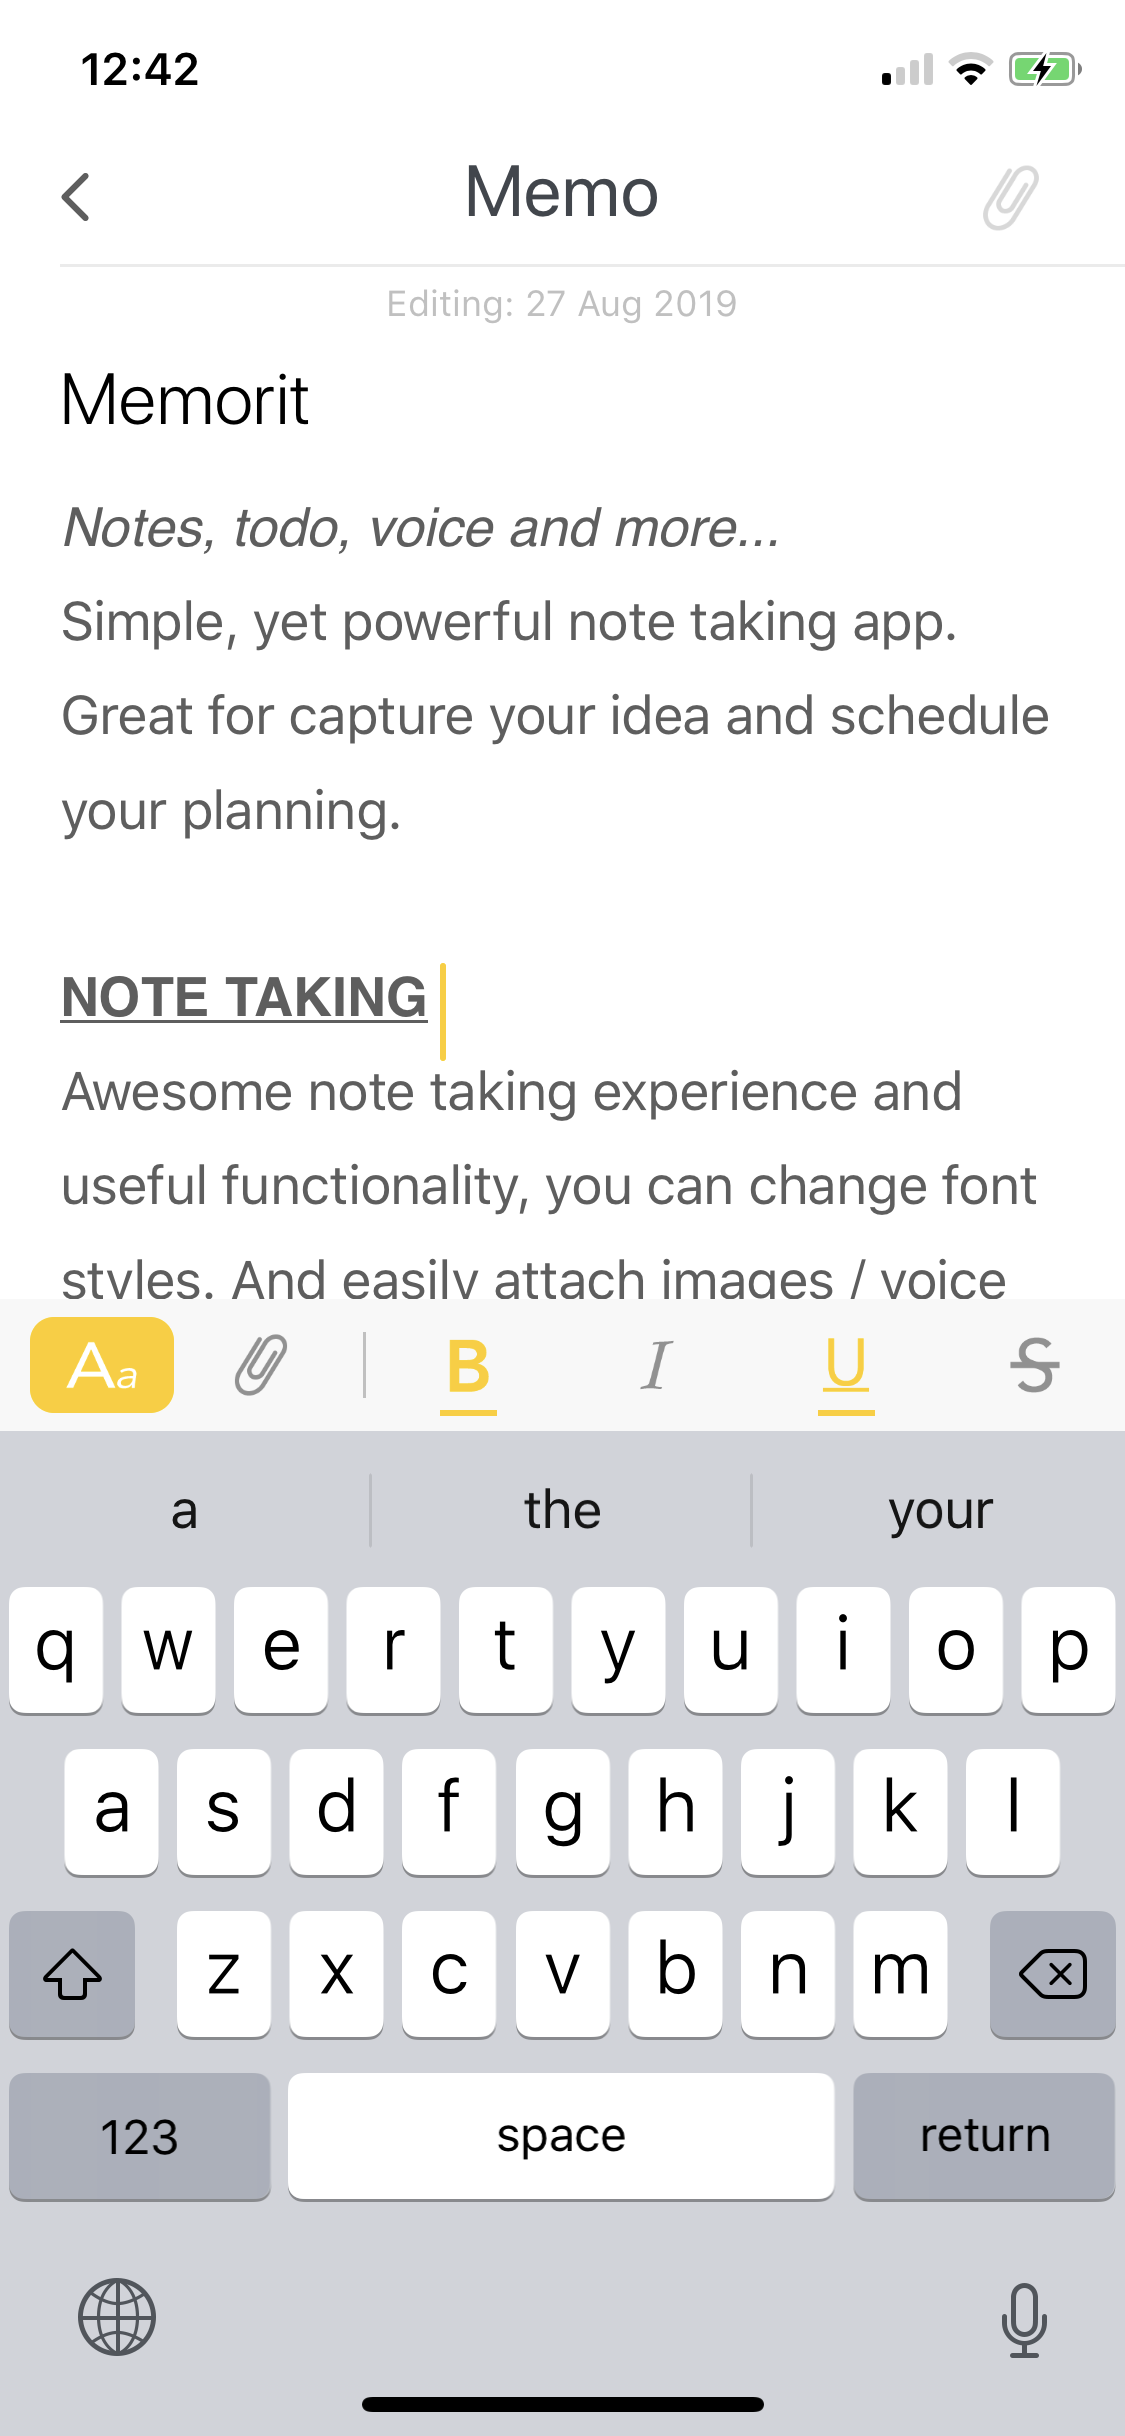 12:42
Memo
Editing: 27 Aug 2019
Memorit
Notes, todo, voice and more...
Simple, yet powerful note taking app.
Great for capture your idea and schedule
your planning.
NOTE TAKING
Awesome note taking experience and
useful functionality, you can change font
styles. And easily attach images / voice
Aa B I U S
a the your
q w e r t y u i o p
a s d f g h j k l
z x c v b n m
123 space return